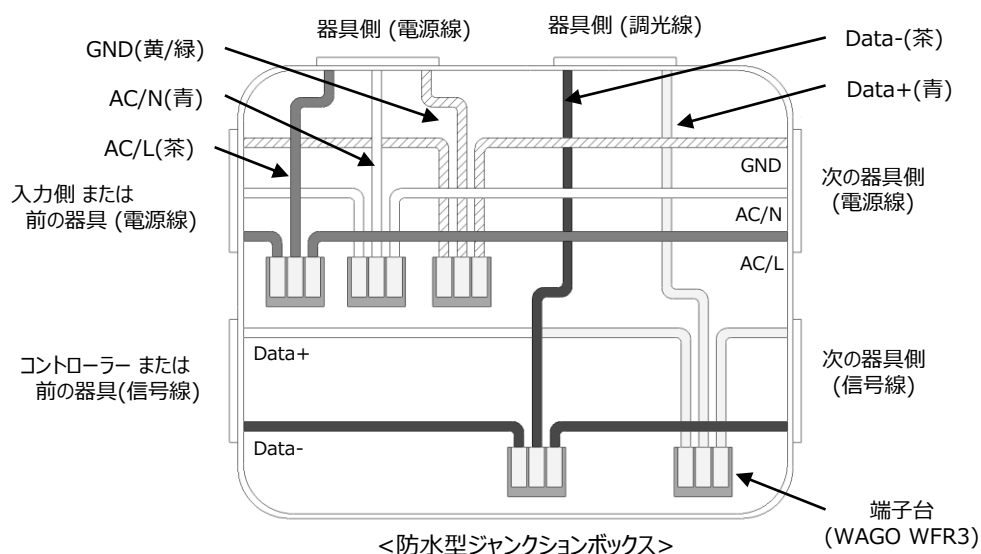 器具側 (電源線)
器具側 (調光線)
GND(黄/緑)
Data-(茶)
AC/N(青)
Data+(青)
AC/L(茶)
GND
入力側 または
前の器具 (電源線)
次の器具側
(電源線)
AC/N
AC/L
コントローラー または
前の器具(信号線)
Data+
次の器具側
(信号線)
Data-
端子台
(WAGO WFR3)
<防水型ジャンクションボックス>